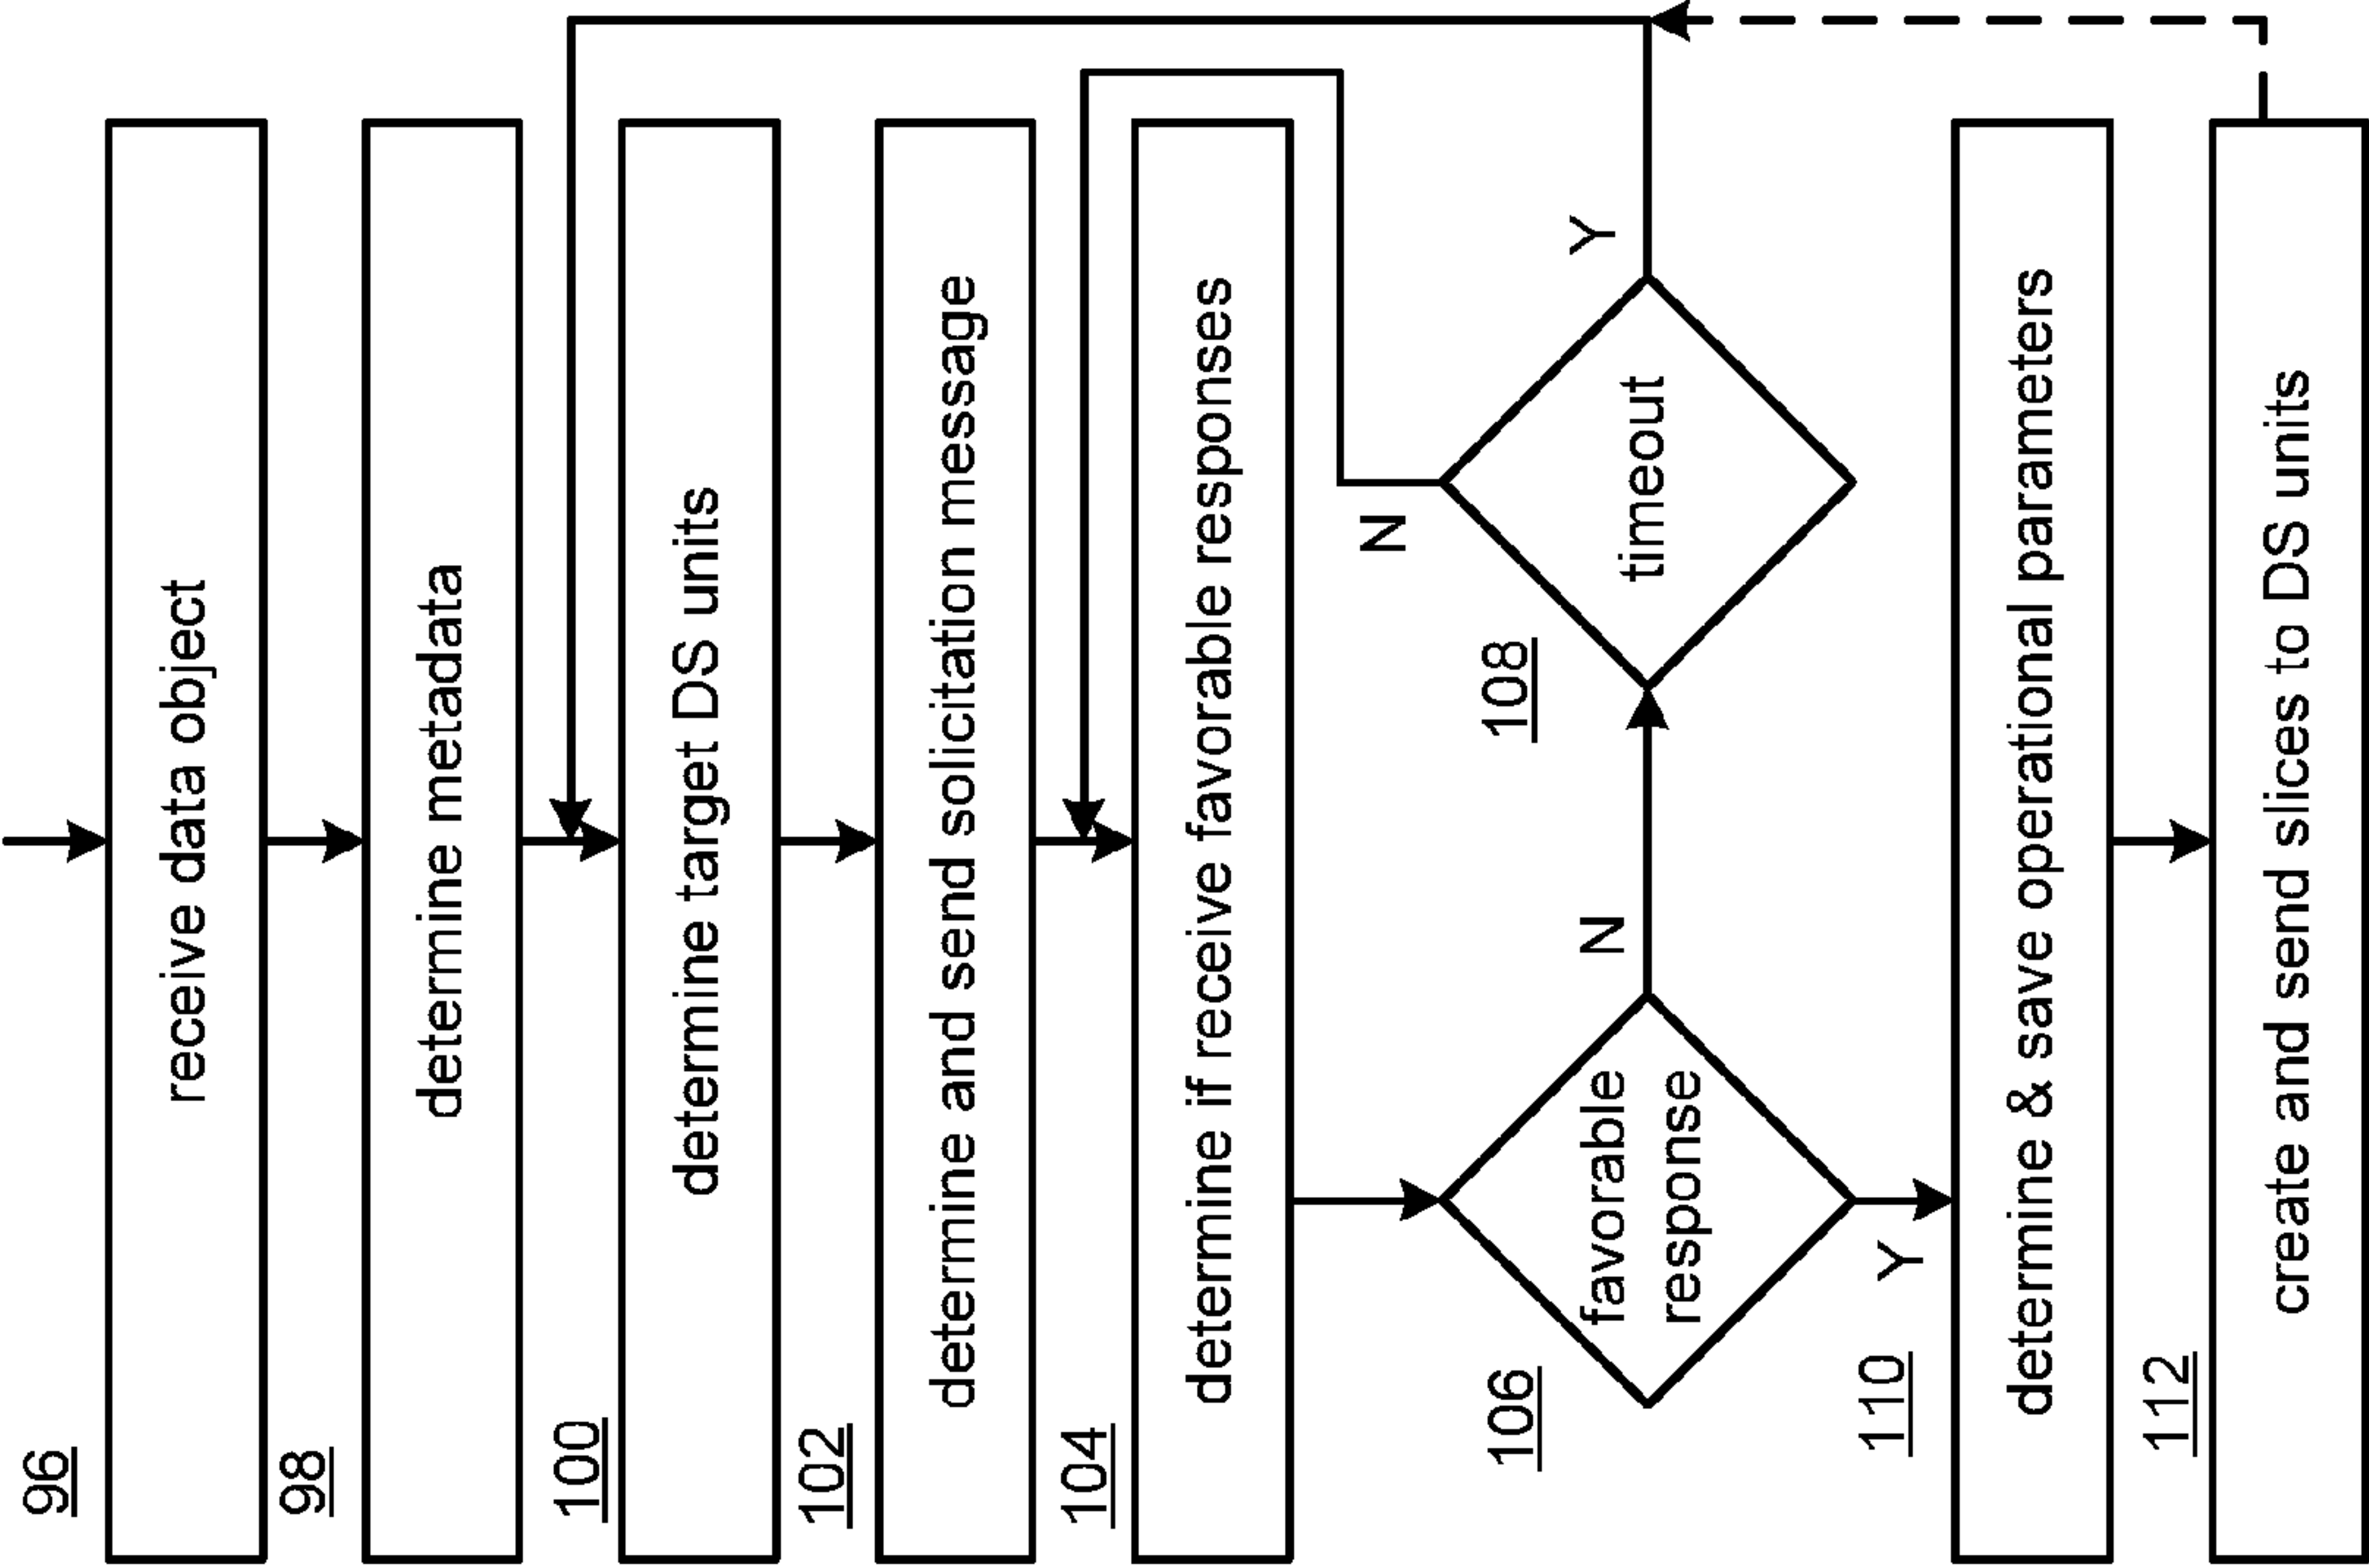 96
receive data object
98
determine metadata
100
determine target DS units
102
determine and send solicitation message
104
determine if receive favorable responses
106
favorable
response
N
108
timeout
N
Y
Y
110
determine & save operational parameters
112
create and send slices to DS units